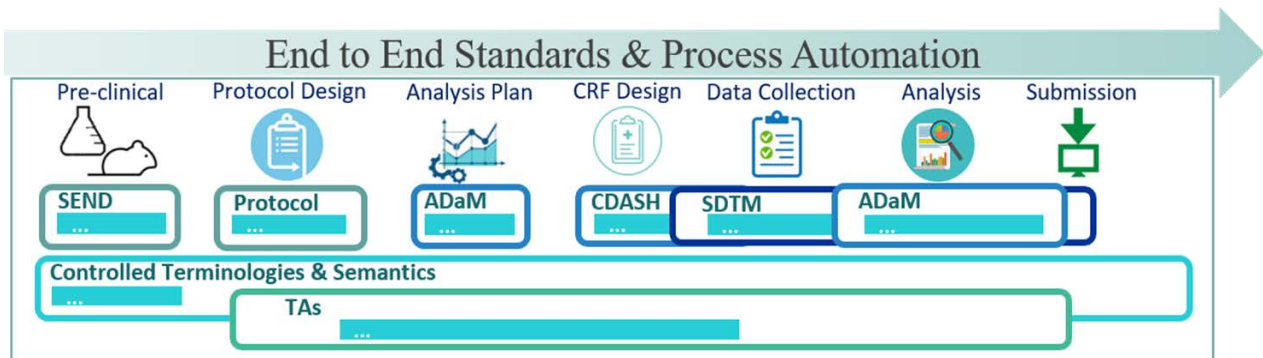 End to End Standards & Process Automation
Pre-clinical Protocol Design Analysis Plan CRF Design Data Collection Analysis Submission
SEND Protocol ADaM CDASH SDTM ADaM
... ... ... ... ... ...
Controlled Terminologies & Semantics
...
TAs
...